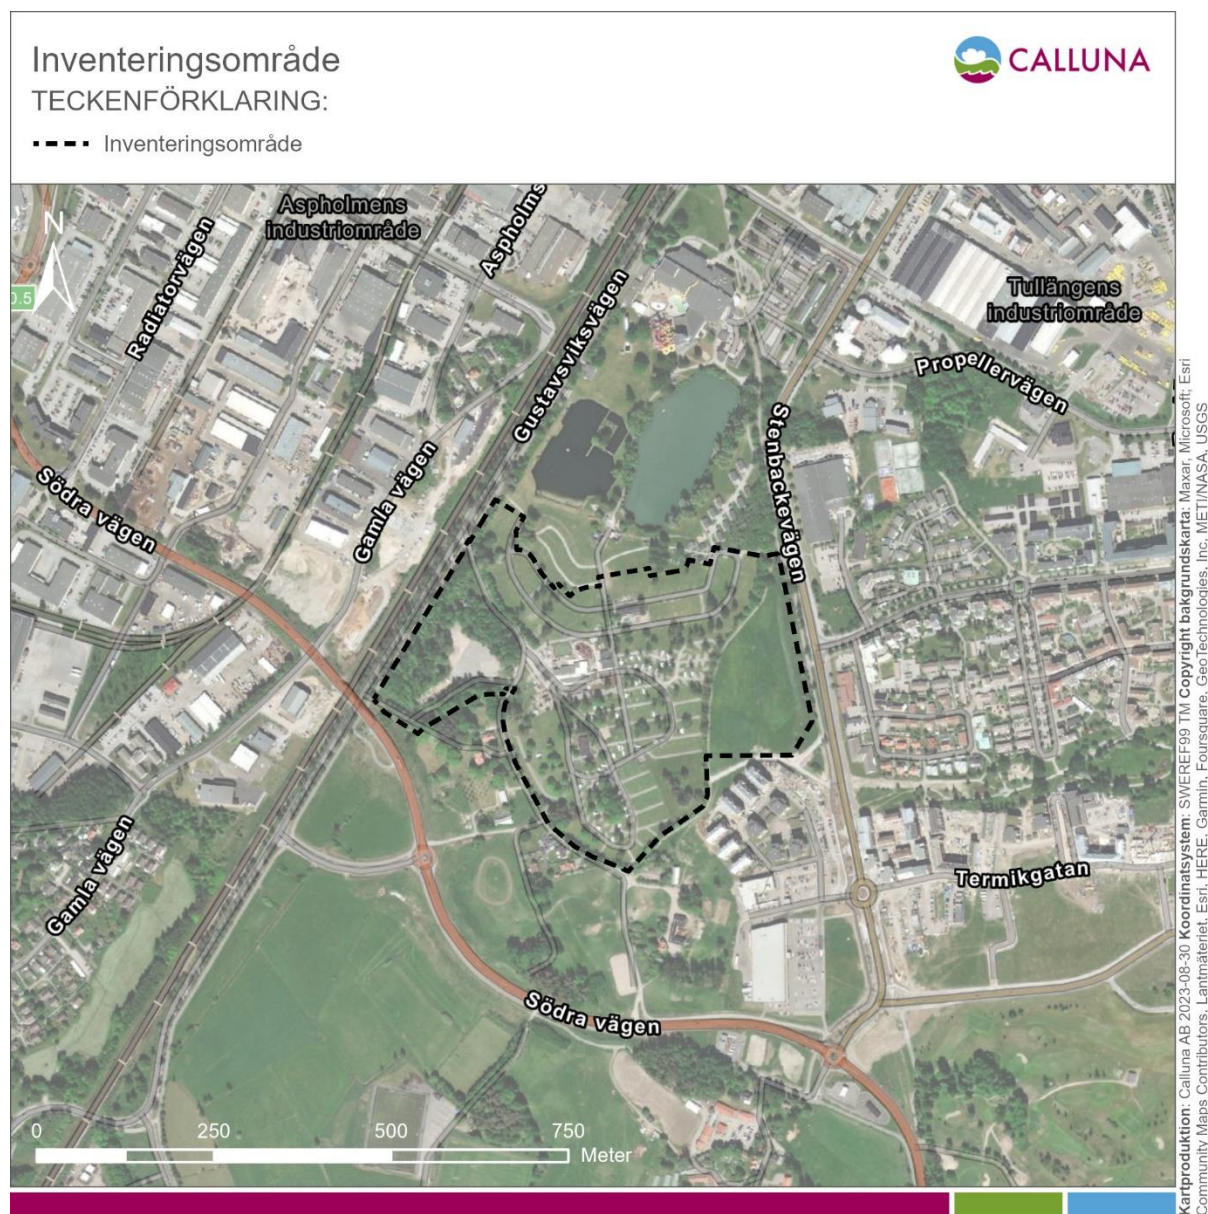 Inventeringsområde
TECKENFÖRKLARING:
Inventeringsområde
CALLUNA
N
Aspholmens
industriområde
Radiatorvägen
Aspholms
Gustavsviksvägen
Tullängens
industriområde
Propellervägen
0.5
Södra vägen
Gamla vägen
Stenbackevägen
Gamla vägen
Termikgatan
Södra vägen
0 250 500 750
Meter
Kartproduktion: Calluna AB 2023-08-30 Koordinatsystem: SWEREF99 TM Copyright bakgrundskarta: Maxar, Microsoft; Esri
Community Maps Contributors, Lantmäteriet, Esri, HERE, Garmin, Foursquare, GeoTechnologies, Inc, METI/NASA, USGS